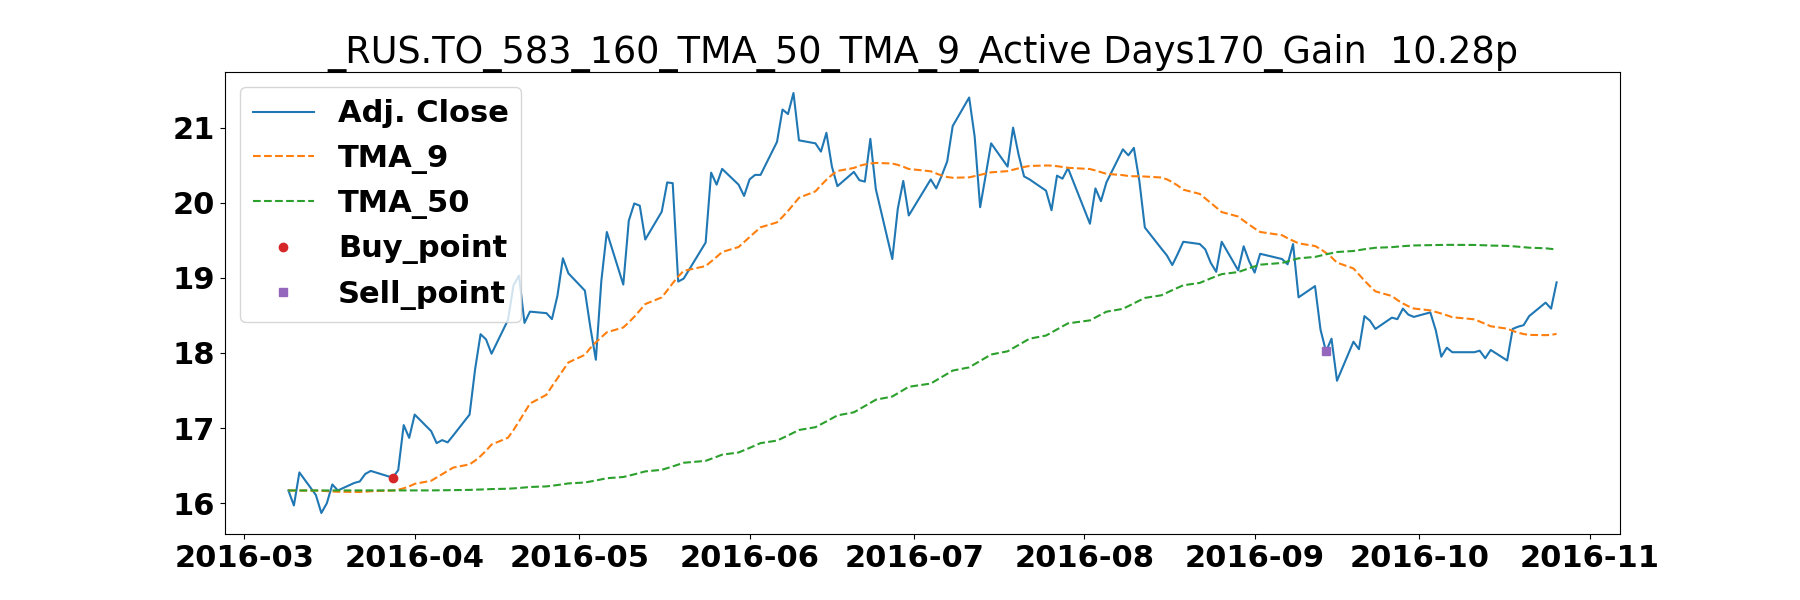 _RUS.TO_583_160_TMA_50_TMA_9_Active Days170_Gain  10.28p
Adj. Close
TMA_9
TMA_50
Buy_point
Sell_point
21
20
19
18
17
16
2016-03 2016-04 2016-05 2016-06 2016-07 2016-08 2016-09 2016-10 2016-11